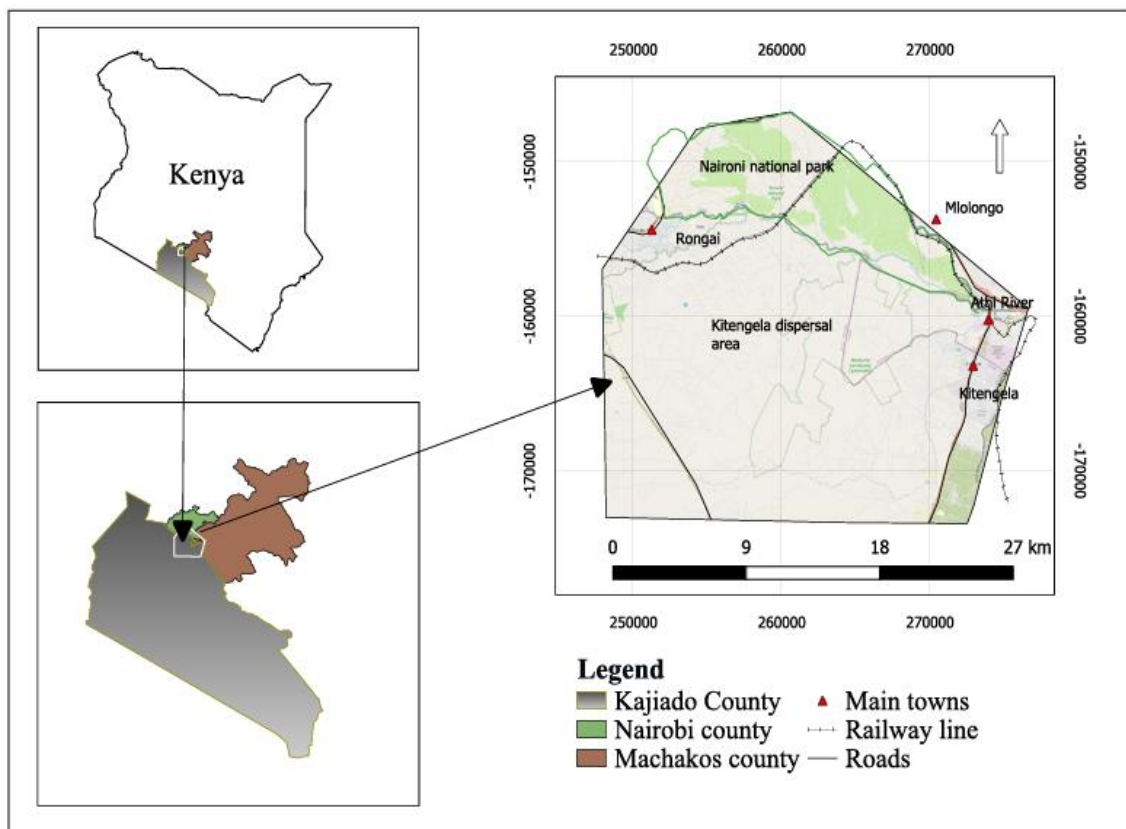 Kenya
250000
260000
270000
-150000
-160000
-170000
-150000
-160000
-170000
Naironi national park
Mlolongo
Rongai
Athi River
Kitengela dispersal
area
Kitengela
0
9
18
27 km
250000
260000
270000
Legend
Kajiado County
Nairobi county
Machakos county
Main towns
Railway line
Roads